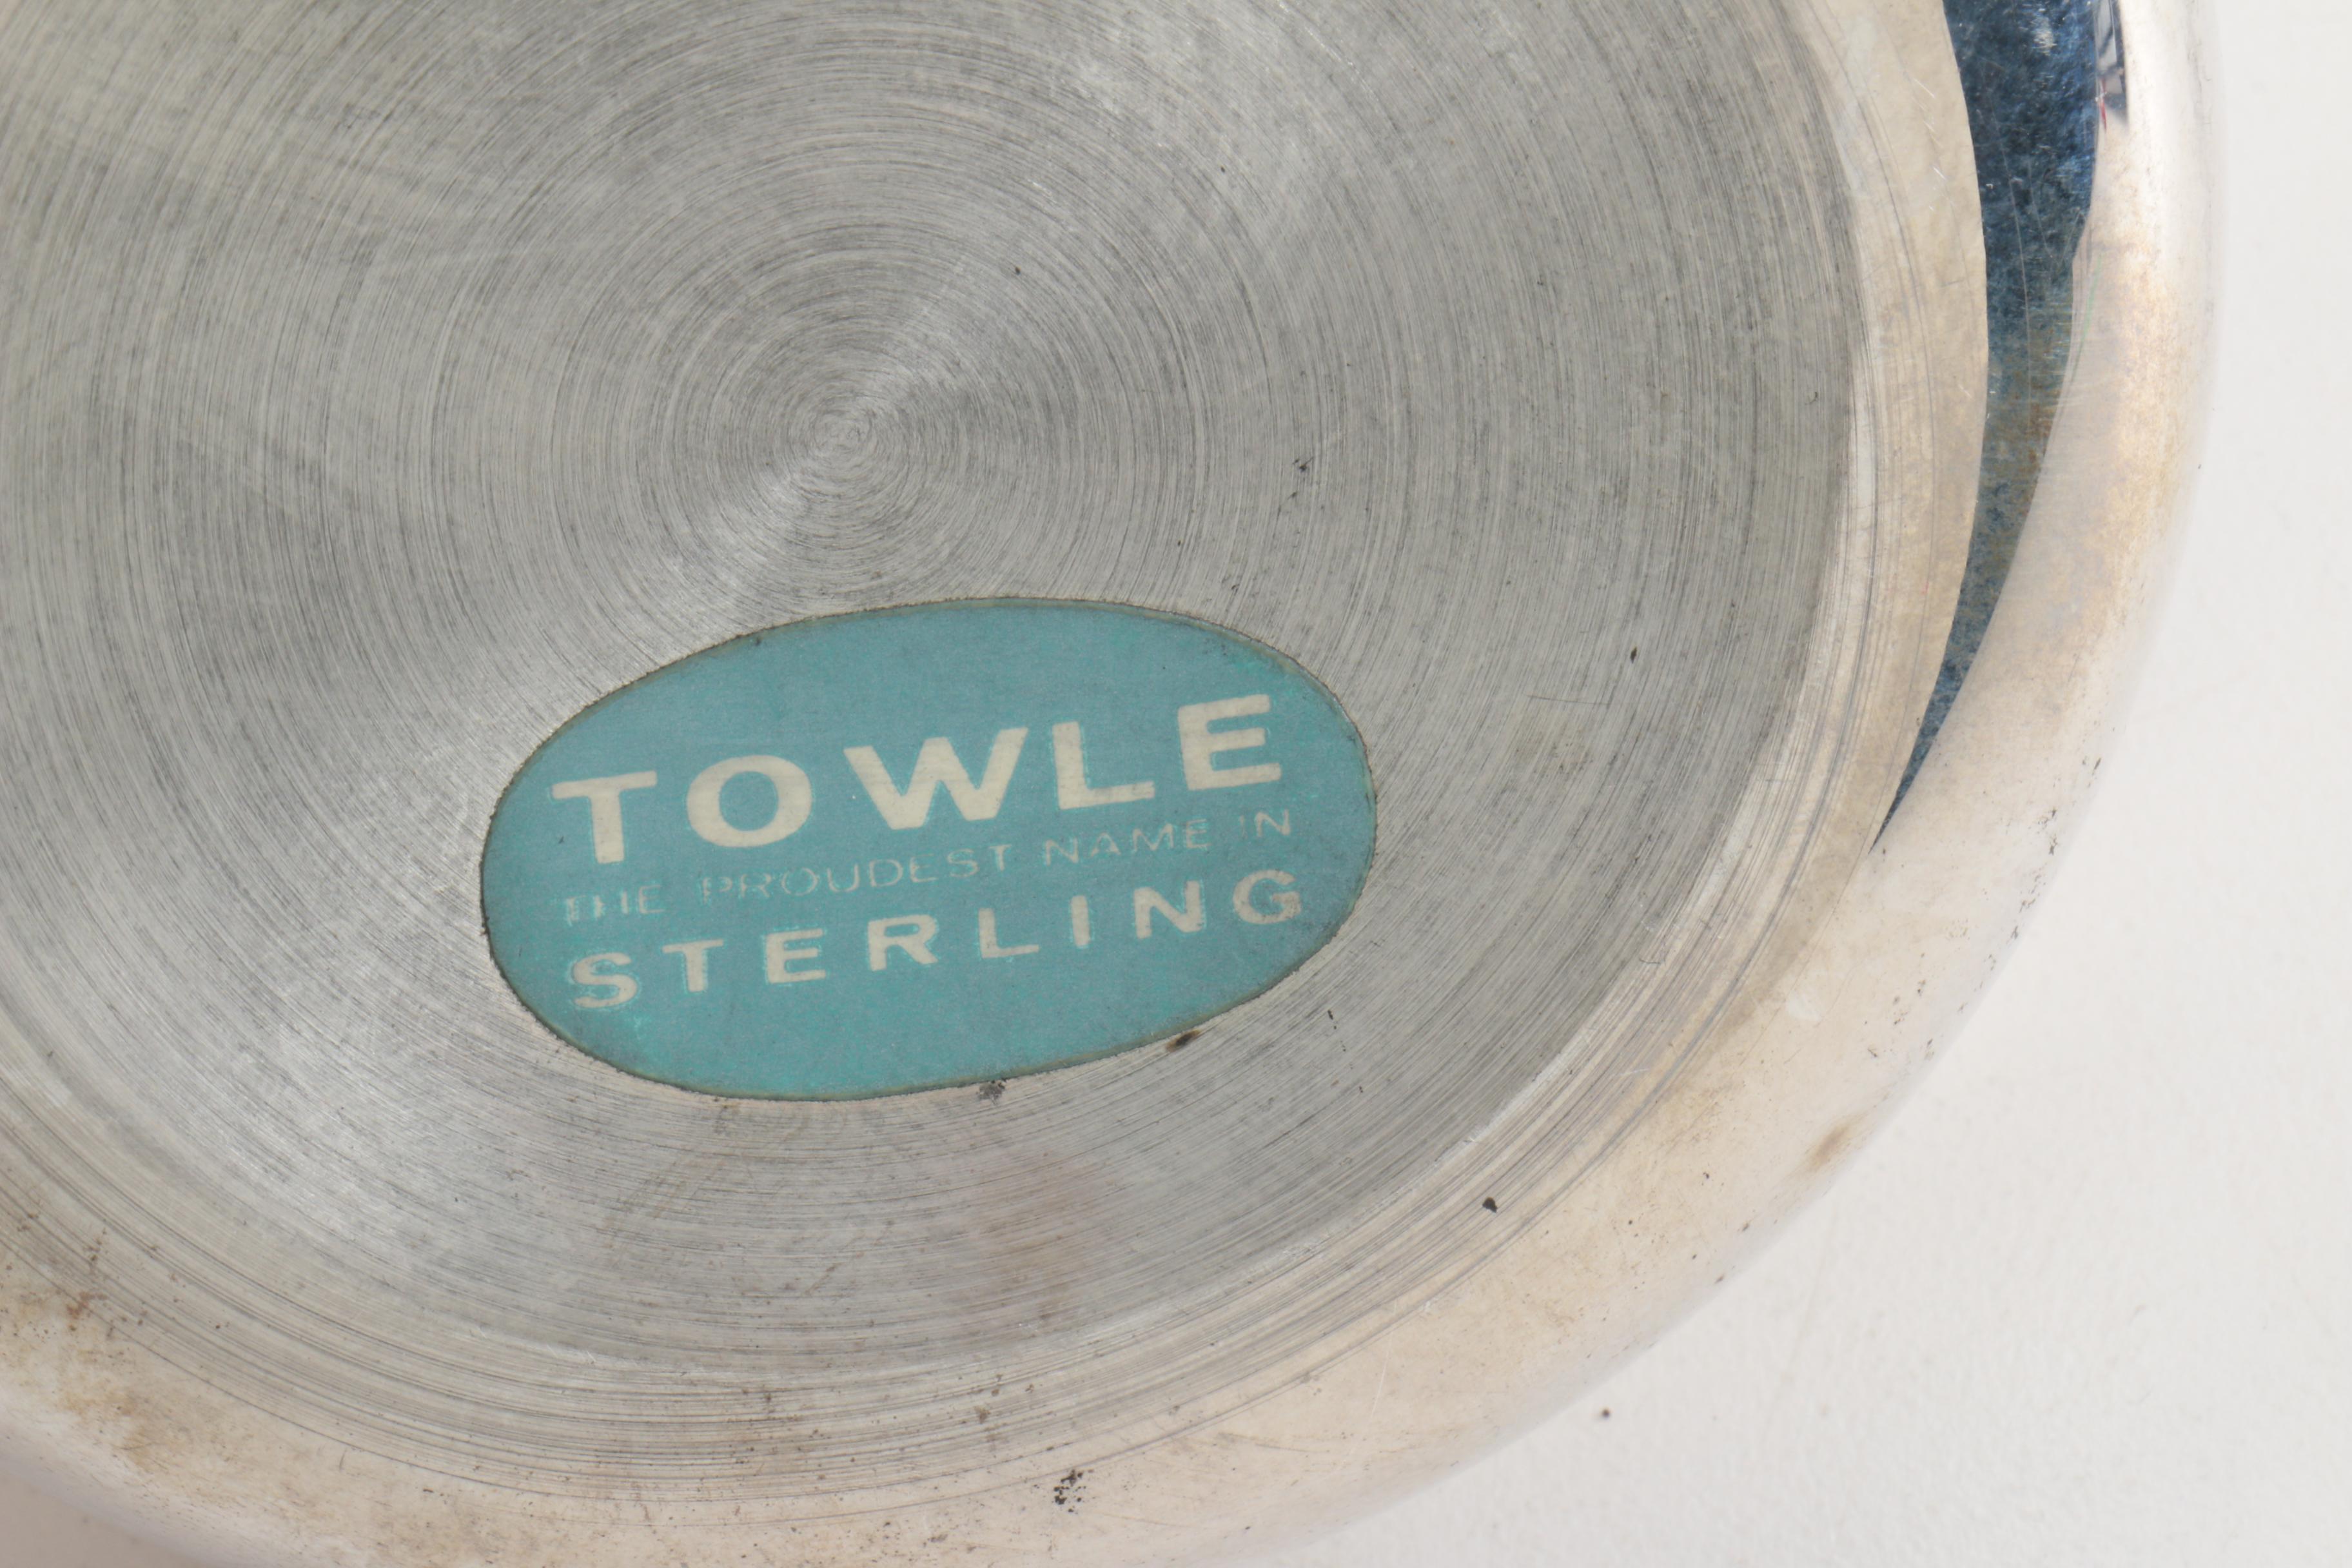 TOWLE
THE PROUDEST NAME IN
STERLING